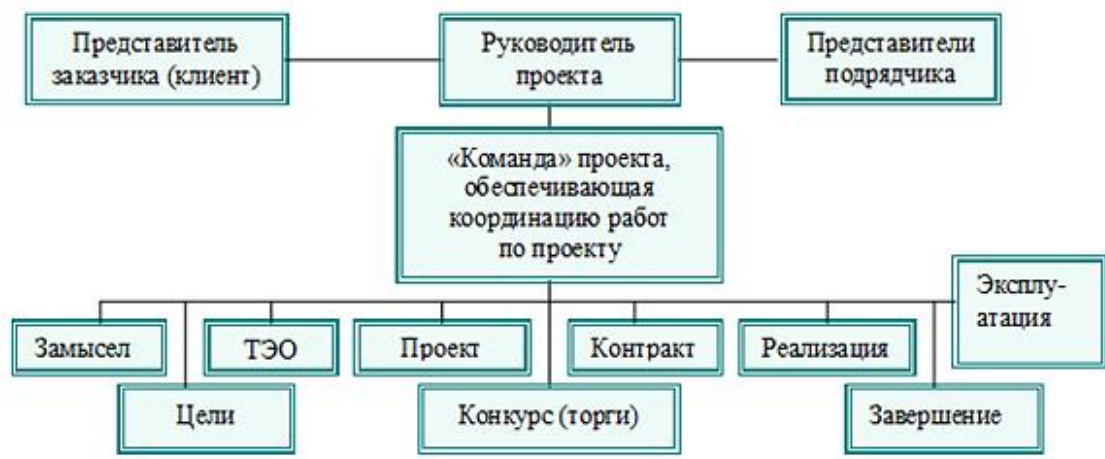 Представитель
заказчика (клиент)
Руководитель
проекта
Представители
подрядчика
«Команда» проекта,
обеспечивающая
координацию работ
по проекту
Эксплу-
атация
Замысел
ТЭО
Проект
Контракт
Реализация
Цели
Конкурс (торги)
Завершение